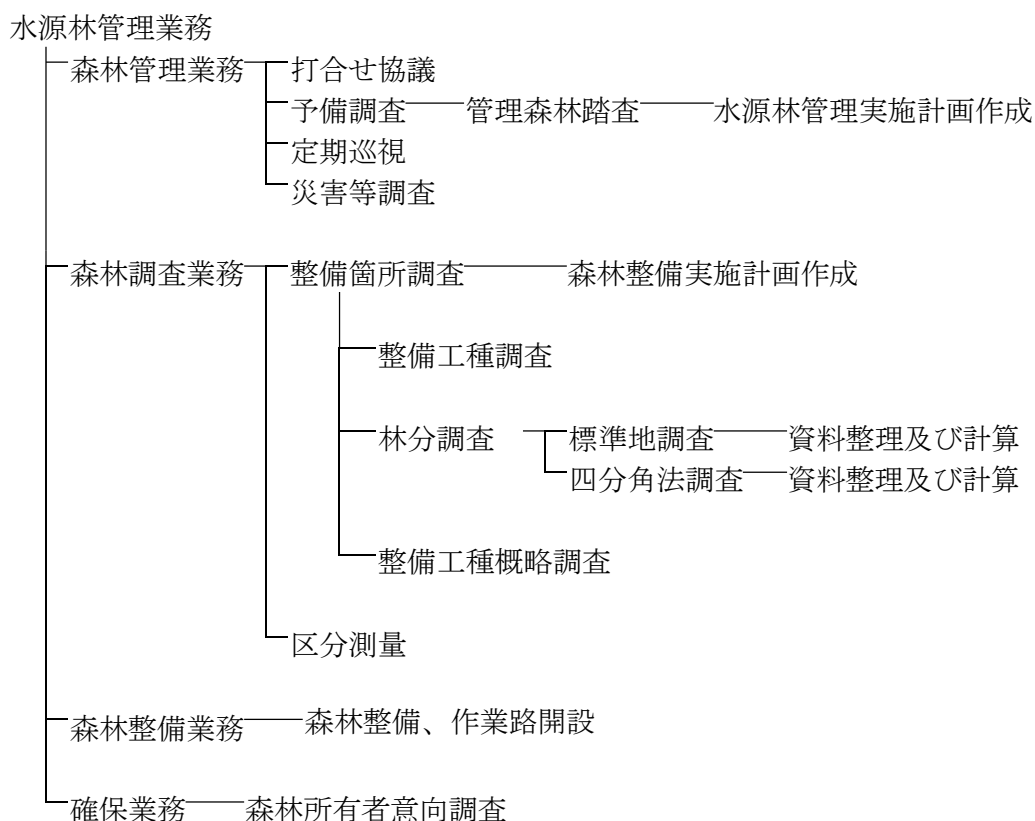 水源林管理業務
森林管理業務 打合せ協議
予備調査 管理森林踏査 水源林管理実施計画作成
定期巡視
災害等調査
森林調査業務 整備箇所調査 森林整備実施計画作成
整備工種調査
林分調査 標準地調査 資料整理及び計算
四分角法調査 資料整理及び計算
整備工種概略調査
区分測量
森林整備業務 森林整備、作業路開設
確保業務 森林所有者意向調査